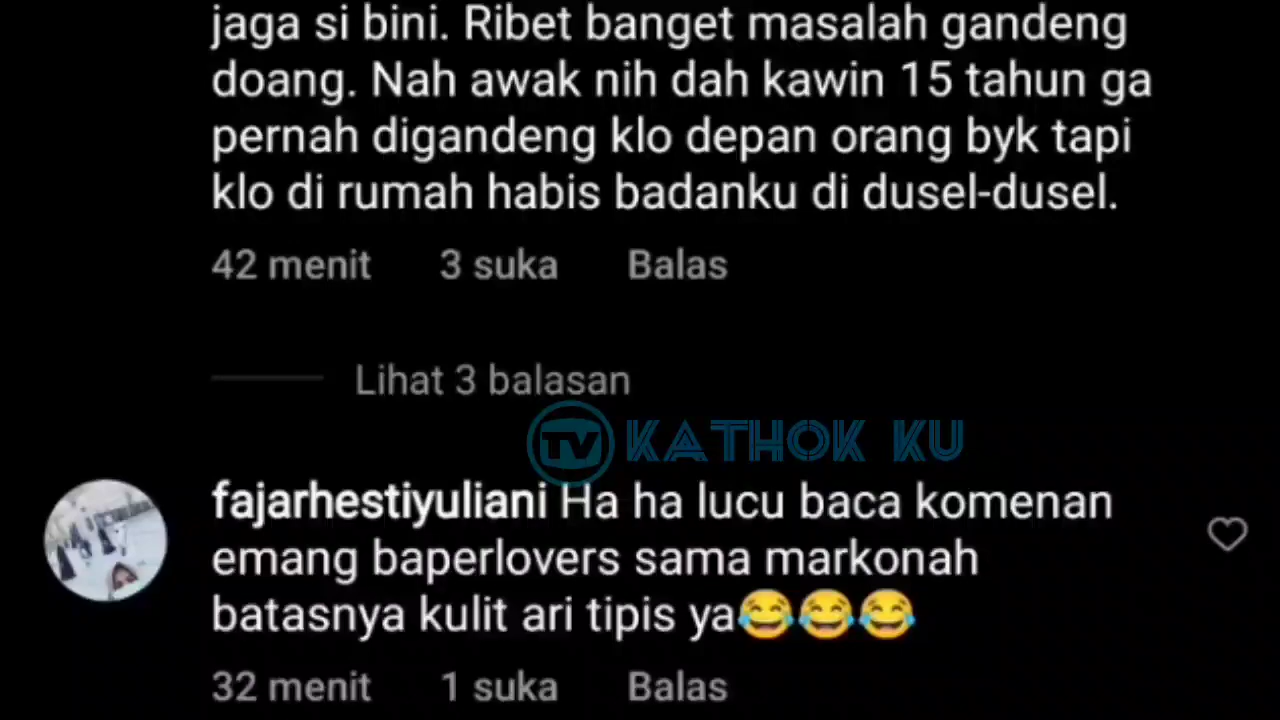 jaga si bini. Ribet banget masalah gandeng
doang. Nah awak nih dah kawin 15 tahun ga
pernah digandeng klo depan orang byk tapi
klo di rumah habis badanku di dusel-dusel.
42 menit 3 suka Balas
Lihat 3 balasan
TV KATHOK KU
fajarhestiyuliani Ha ha lucu baca komenan
emang baperlovers sama markonah
batasnya kulit ari tipis ya😂😂😂
32 menit 1 suka Balas